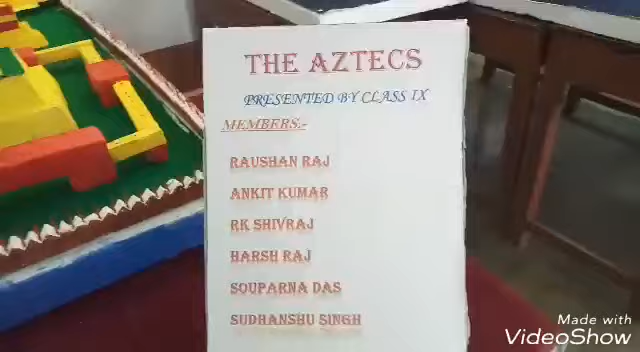 THE AZTECS
PRESENTED BY CLASS IX
MEMBERS:-
RAUSHAN RAJ
ANKIT KUMAR
RK SHIVRAJ
HARSH RAJ
SOUPARNA DAS
SUDHANSHU SINGH
Made with
VideoShow